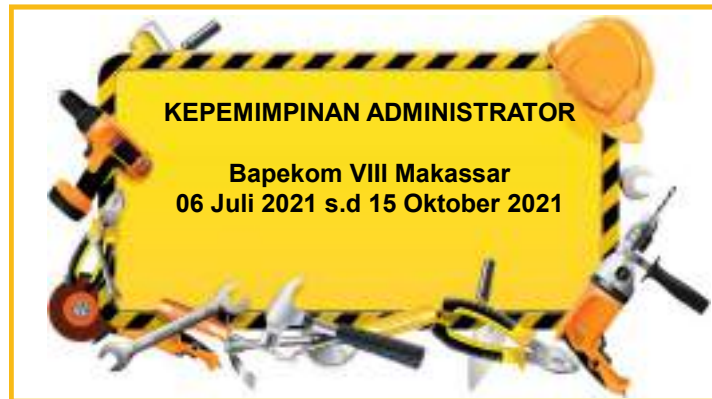 KEPEMIMPINAN ADMINISTRATOR
Bapekom VIII Makassar
06 Juli 2021 s.d 15 Oktober 2021